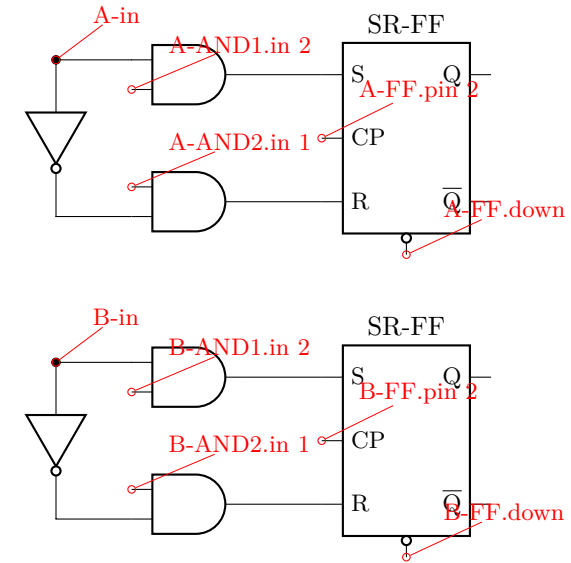 A-in
SR-FF
A-AND1.in 2
S
Q
A-FF.pin 2
CP
A-AND2.in 1
R
Q̅
A-FF.down
B-in
SR-FF
B-AND1.in 2
S
Q
B-FF.pin 2
CP
B-AND2.in 1
R
Q̅
B-FF.down